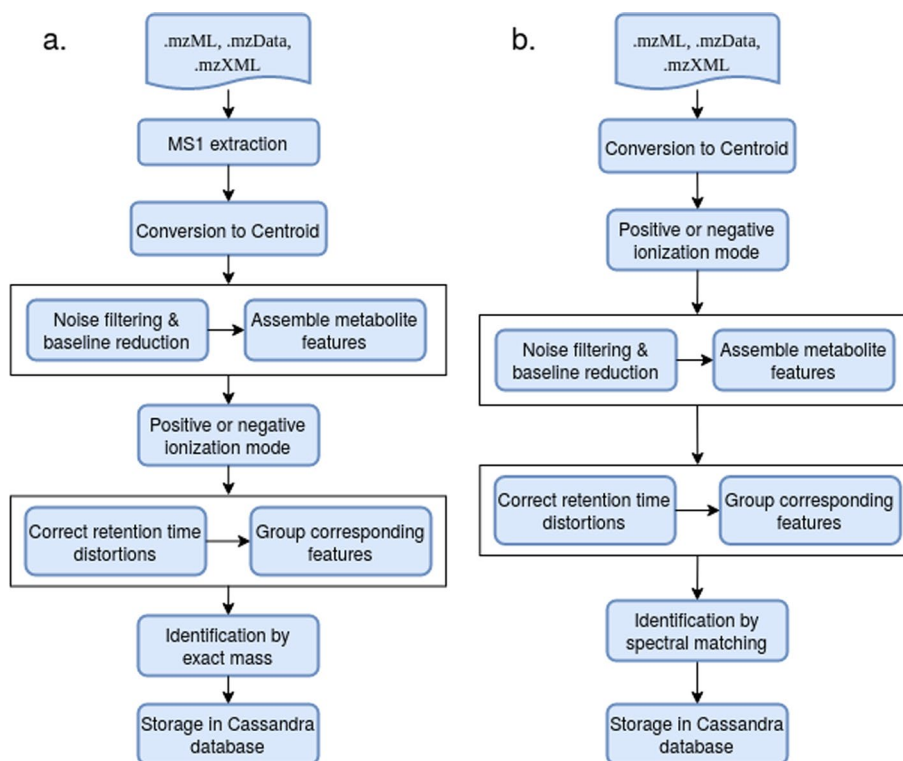 a.
.mzML, .mzData,
.mzXML
MS1 extraction
Conversion to Centroid
Noise filtering &
baseline reduction
Assemble metabolite
features
Positive or negative
ionization mode
Correct retention time
distortions
Group corresponding
features
Identification by
exact mass
Storage in Cassandra
database
b.
.mzML, .mzData,
.mzXML
Conversion to Centroid
Positive or negative
ionization mode
Noise filtering &
baseline reduction
Assemble metabolite
features
Correct retention time
distortions
Group corresponding
features
Identification by
spectral matching
Storage in Cassandra
database